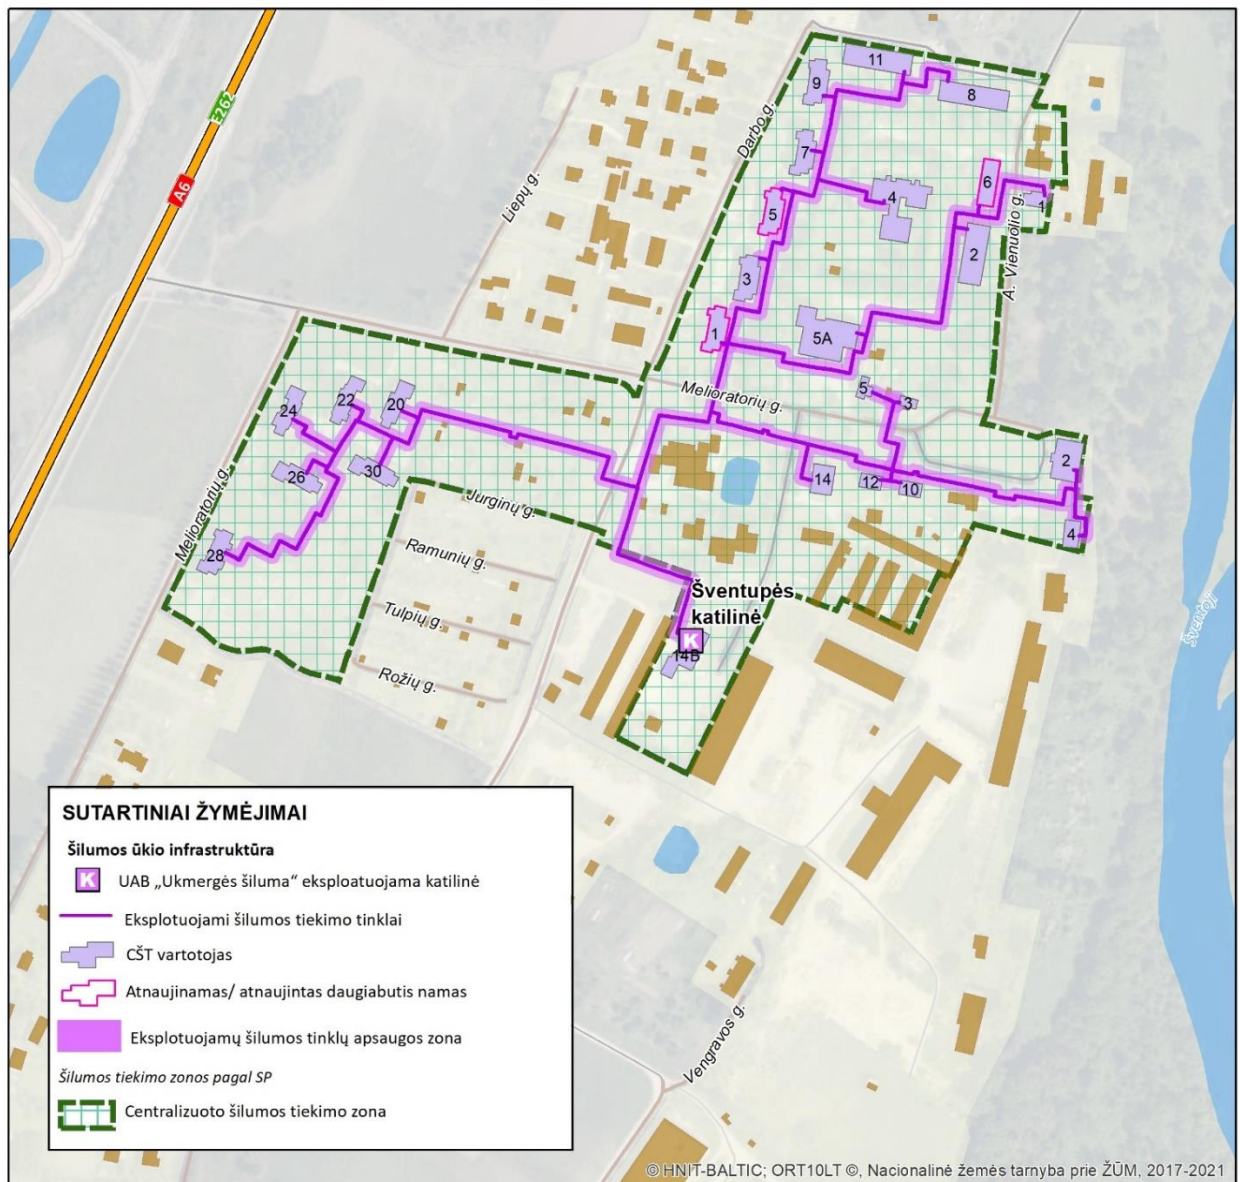 11
9
8
E262
Darbo g.
7
A6
6
Liepų g.
4
1
5
2
A. Vienuolio g.
3
1
5A
Melioratorių g.
5
3
22
20
24
2
30
26
14
12
10
Melioratorių g.
Jurginų g.
4
28
Ramunių g.
Šventupės
katilinė
K
14B
Tulpių g.
Šventoji
Rožių g.
SUTARTINIAI ŽYMĖJIMAI
Šilumos ūkio infrastruktūra
K UAB „Ukmergės šiluma“ eksploatuojama katilinė
Eksplotuojami šilumos tiekimo tinklai
CŠT vartotojas
Atnaujinamas/ atnaujintas daugiabutis namas
Eksplotuojamų šilumos tinklų apsaugos zona
Šilumos tiekimo zonos pagal SP
Centralizuoto šilumos tiekimo zona
Vengravos g.
© HNIT-BALTIC; ORT10LT ©, Nacionalinė žemės tarnyba prie ŽŪM, 2017-2021